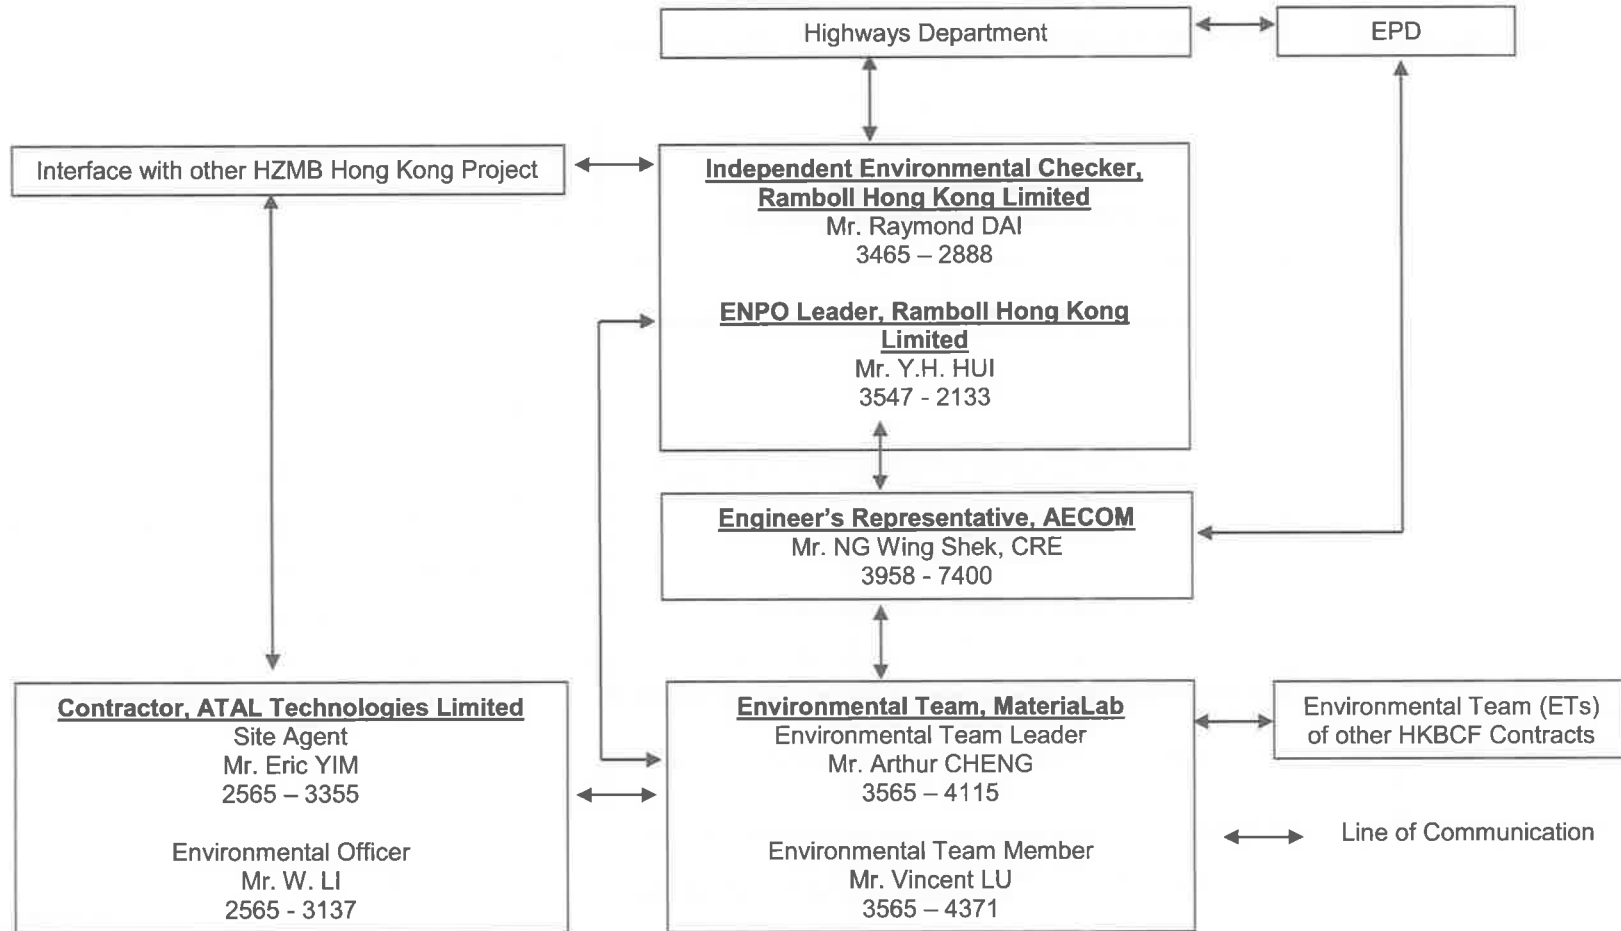 Highways Department
EPD
Interface with other HZMB Hong Kong Project
Independent Environmental Checker,
Ramboll Hong Kong Limited
Mr. Raymond DAI
3465 – 2888
ENPO Leader, Ramboll Hong Kong
Limited
Mr. Y.H. HUI
3547 - 2133
Engineer's Representative, AECOM
Mr. NG Wing Shek, CRE
3958 - 7400
Contractor, ATAL Technologies Limited
Site Agent
Mr. Eric YIM
2565 – 3355
Environmental Officer
Mr. W. LI
2565 - 3137
Environmental Team, MateriaLab
Environmental Team Leader
Mr. Arthur CHENG
3565 – 4115
Environmental Team Member
Mr. Vincent LU
3565 – 4371
Environmental Team (ETs)
of other HKBCF Contracts
Line of Communication